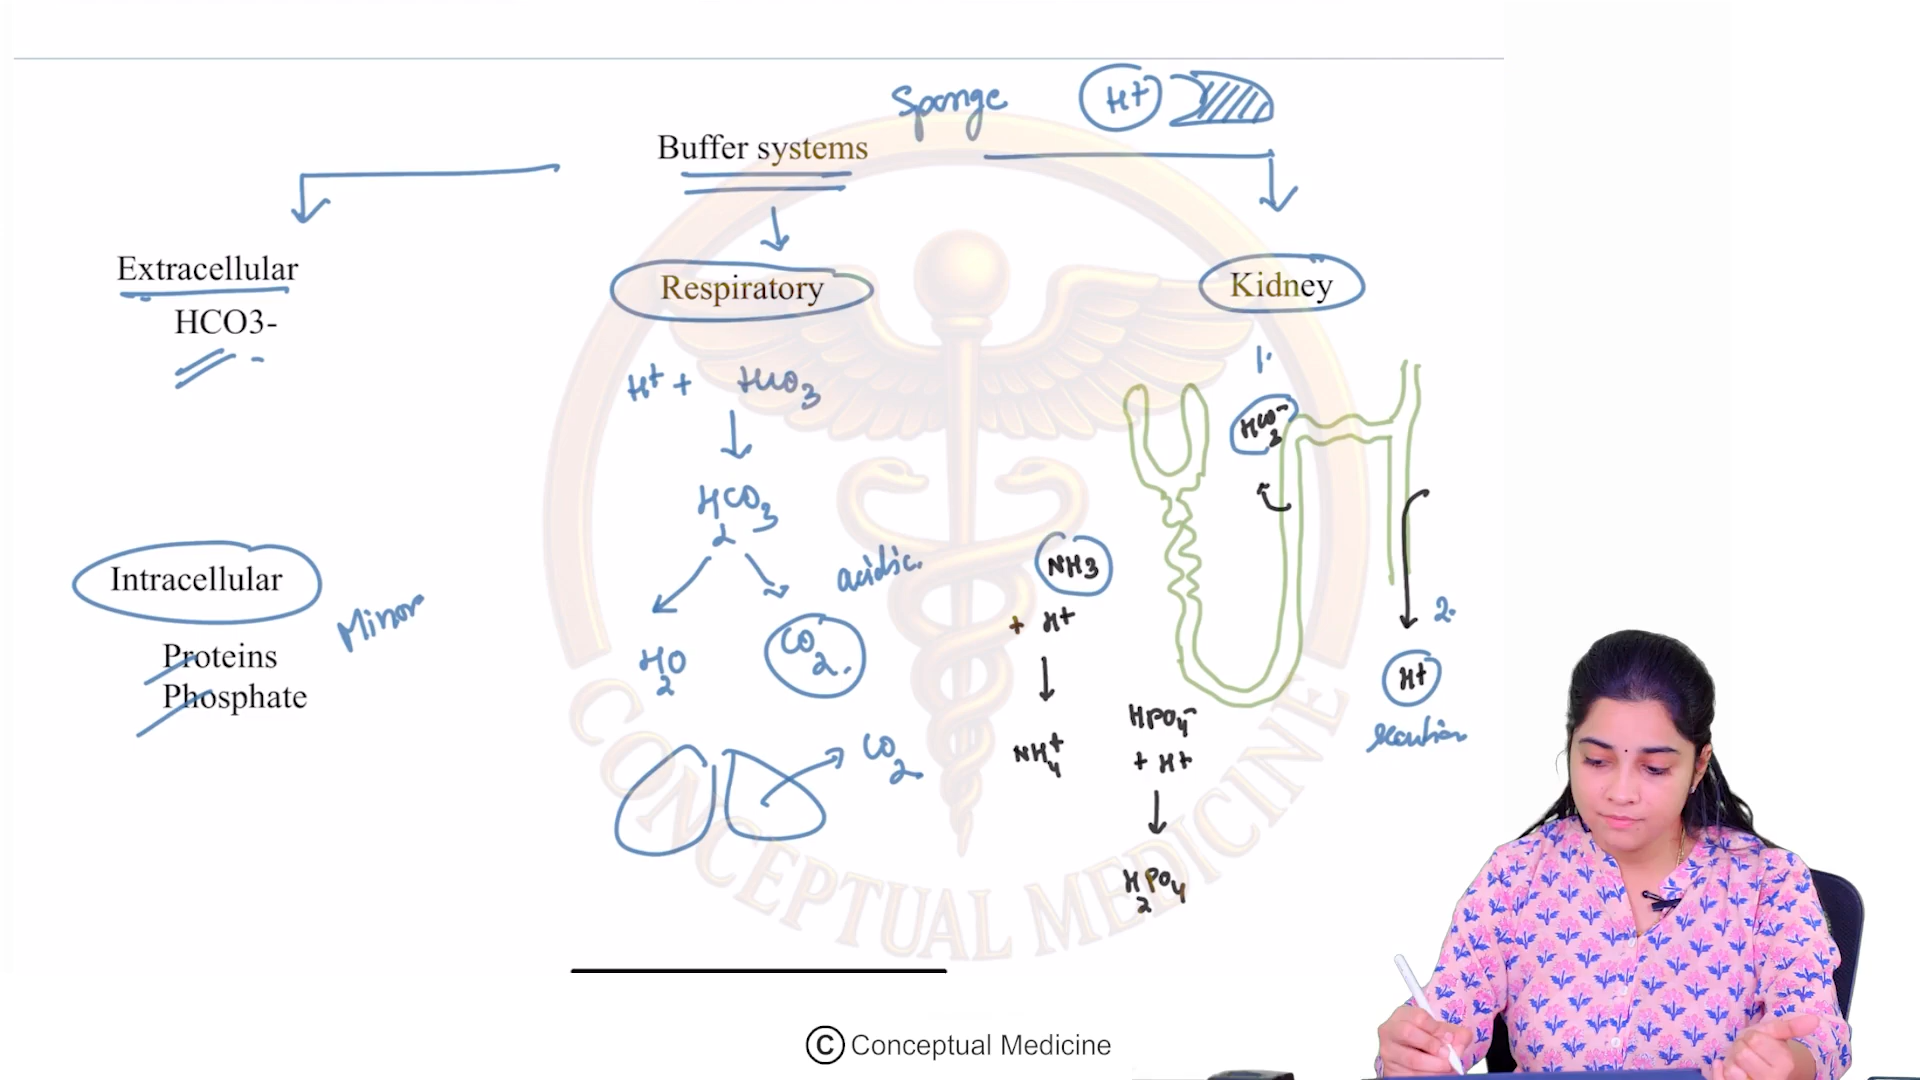 Sponge
H+
Buffer systems
Extracellular
HCO3-
Respiratory
Kidney
H+ + HCO3
H2CO3
acidic.
H2O
CO2.
CO2
Intracellular
Minor
Proteins
Phosphate
1.
HCO3-
NH3
+ H+
NH4+
HPO4-
+ H+
H2PO4
2.
H+
CONCEPTUAL MEDICINE
© Conceptual Medicine